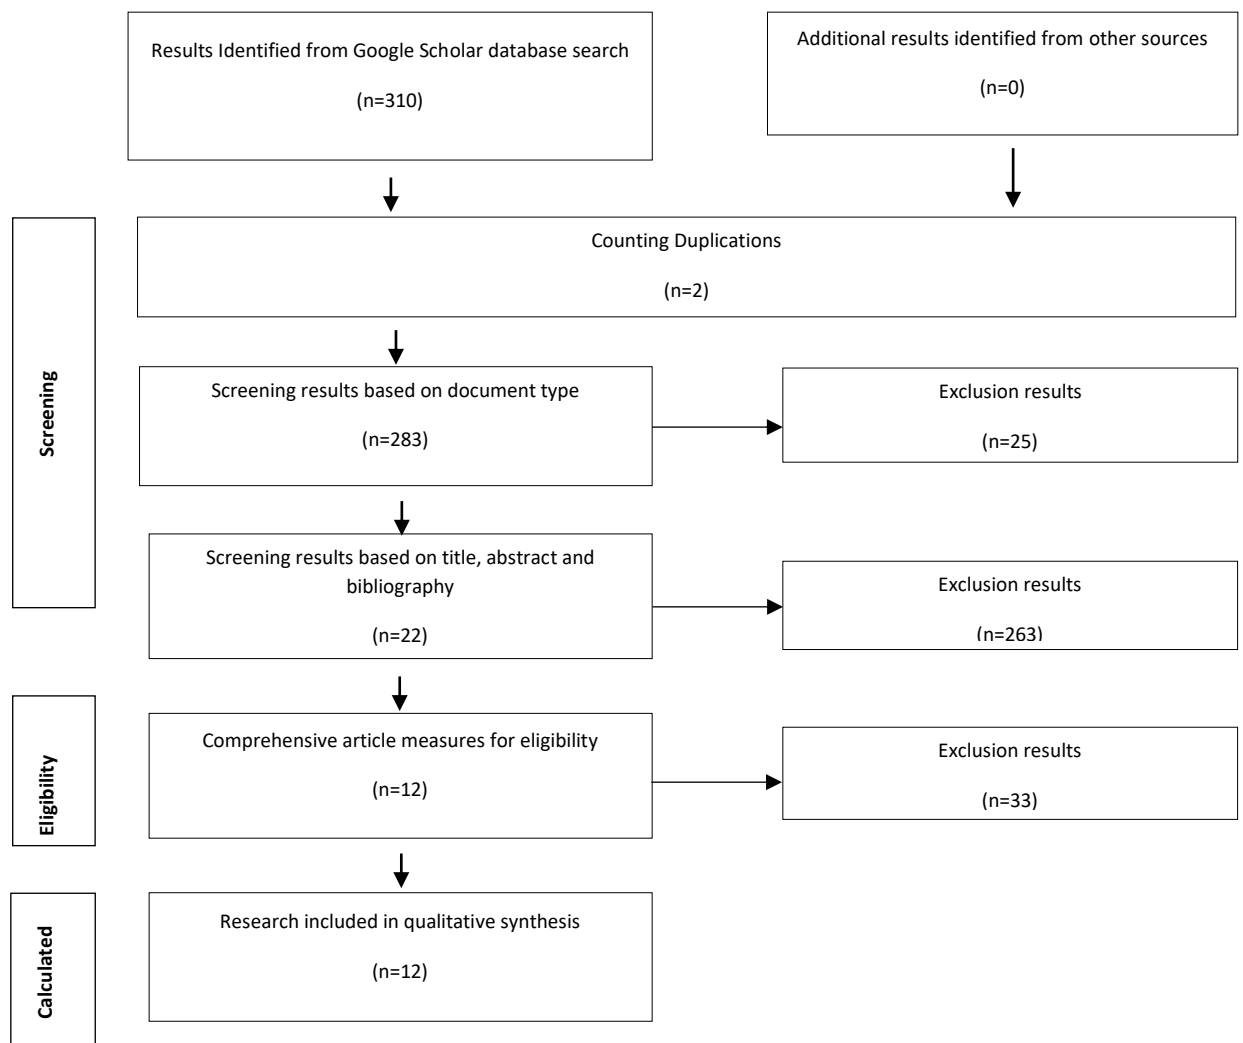 Results Identified from Google Scholar database search
(n=310)
Additional results identified from other sources
(n=0)
Screening
Counting Duplications
(n=2)
Screening results based on document type
(n=283)
Exclusion results
(n=25)
Screening results based on title, abstract and
bibliography
(n=22)
Exclusion results
(n=263)
Eligibility
Comprehensive article measures for eligibility
(n=12)
Exclusion results
(n=33)
Calculated
Research included in qualitative synthesis
(n=12)